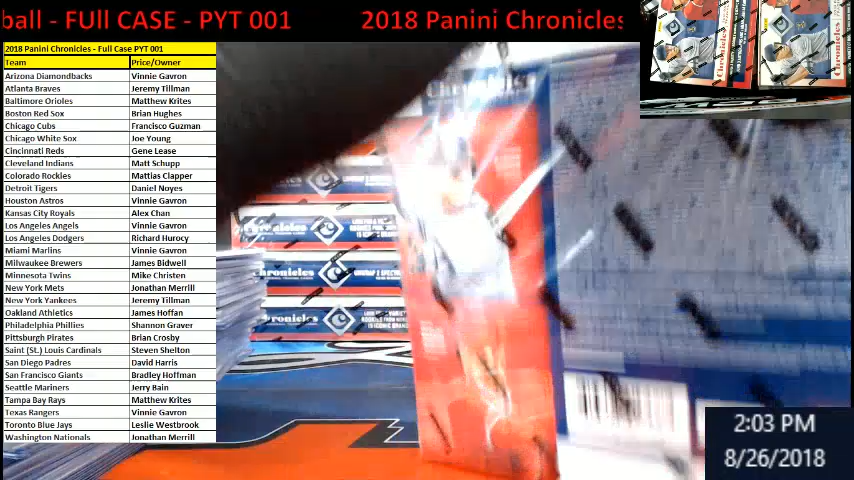 ball - FUll CASE - PYT 001 2018 Panini Chronicles
2018 Panini Chronicles - Full Case PYT 001
Team Price/Owner
Arizona Diamondbacks Vinnie Gavron
Atlanta Braves Jeremy Tillman
Baltimore Orioles Matthew Krites
Boston Red Sox Brian Hughes
Chicago Cubs Francisco Guzman
Chicago White Sox Joe Young
Cincinnati Reds Gene Lease
Cleveland Indians Matt Schupp
Colorado Rockies Mattias Clapper
Detroit Tigers Daniel Noyes
Houston Astros Vinnie Gavron
Kansas City Royals Alex Chan
Los Angeles Angels Vinnie Gavron
Los Angeles Dodgers Richard Hurocy
Miami Marlins Vinnie Gavron
Milwaukee Brewers James Bidwell
Minnesota Twins Mike Christen
New York Mets Jonathan Merrill
New York Yankees Jeremy Tillman
Oakland Athletics James Hoffan
Philadelphia Phillies Shannon Graver
Pittsburgh Pirates Brian Crosby
Saint (St.) Louis Cardinals Steven Shelton
San Diego Padres David Harris
San Francisco Giants Bradley Hoffman
Seattle Mariners Jerry Bain
Tampa Bay Rays Matthew Krites
Texas Rangers Vinnie Gavron
Toronto Blue Jays Leslie Westbrook
Washington Nationals Jonathan Merrill
Chronicles
Chronicles
Chronicles
Chronicles
Chronicles
2:03 PM
8/26/2018